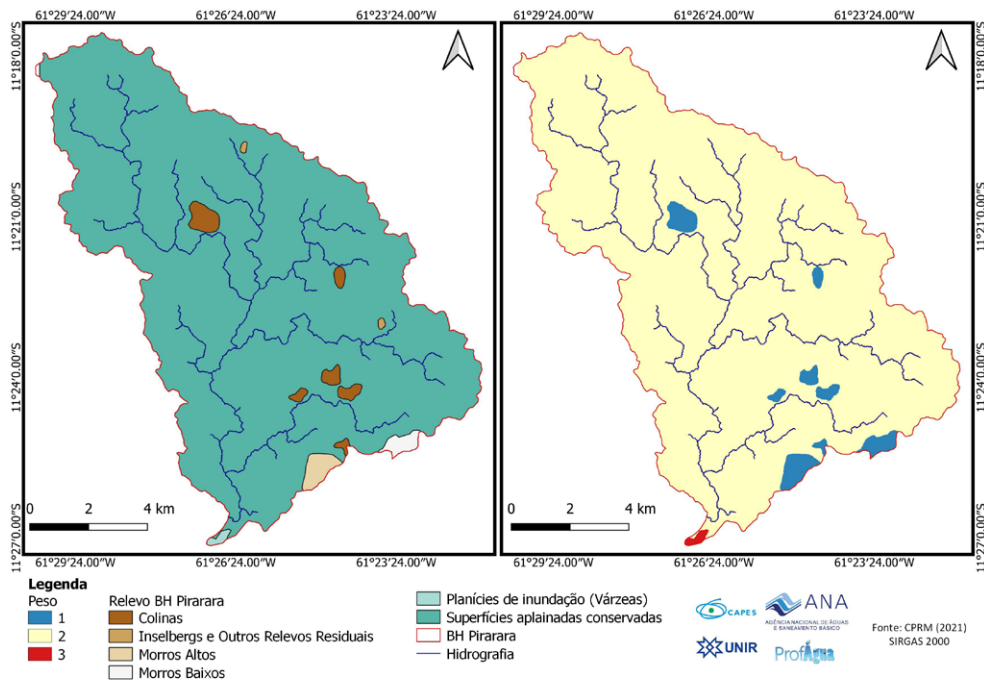 61°29'24.00"W 61°26'24.00"W 61°23'24.00"W
61°29'24.00"W 61°26'24.00"W 61°23'24.00"W
11°18'0.00"S
11°21'0.00"S
11°24'0.00"S
11°27'0.00"S
11°18'0.00"S
11°21'0.00"S
11°24'0.00"S
11°27'0.00"S
0 2 4 km
0 2 4 km
61°29'24.00"W 61°26'24.00"W 61°23'24.00"W
61°29'24.00"W 61°26'24.00"W 61°23'24.00"W
Legenda
Peso
1
2
3
Relevo BH Pirarara
Colinas
Inselbergs e Outros Relevos Residuais
Morros Altos
Morros Baixos
Planícies de inundação (Várzeas)
Superfícies aplainadas conservadas
BH Pirarara
Hidrografia
CAPES
ANA
AGÊNCIA NACIONAL DE ÁGUAS
E SANEAMENTO BÁSICO
UNIR
ProfÁgua
Fonte: CPRM (2021)
SIRGAS 2000